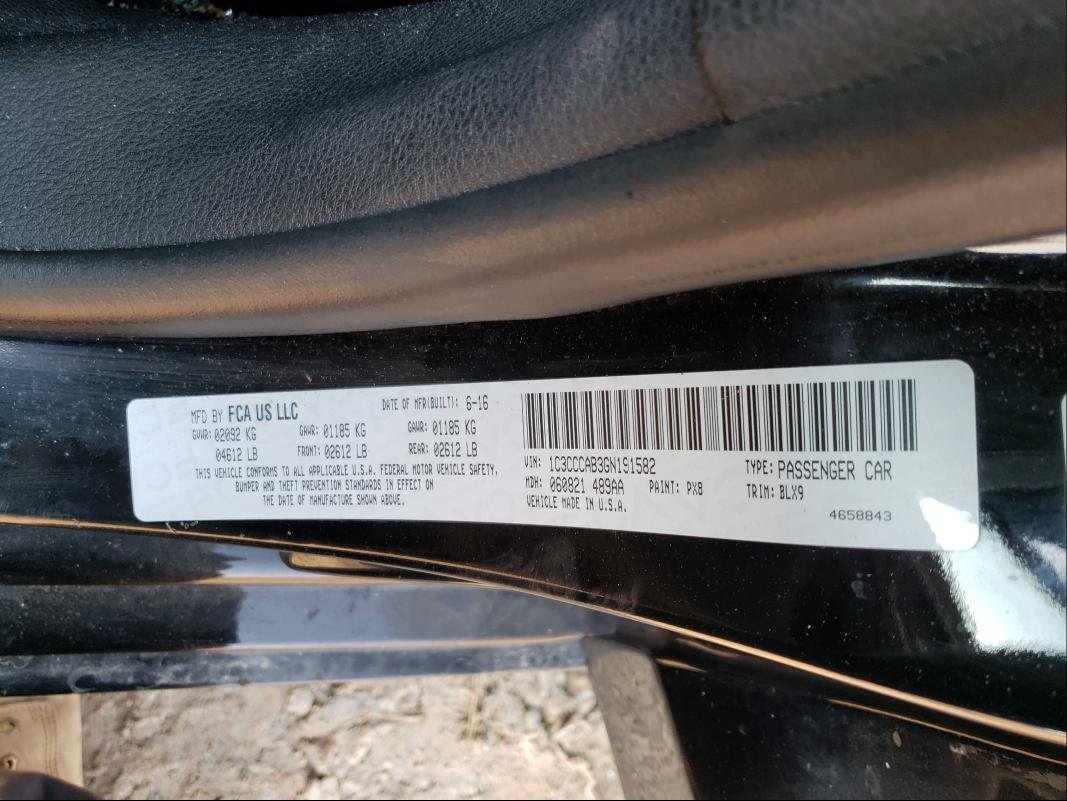 MFD BY FCA US LLC DATE OF MFR(BUILT): 6-16
GVWR: 02092 KG GAWR: 01185 KG GAWR: 01185 KG
04612 LB FRONT: 02612 LB REAR: 02612 LB
THIS VEHICLE CONFORMS TO ALL APPLICABLE U.S.A. FEDERAL MOTOR VEHICLE SAFETY,
BUMPER AND THEFT PREVENTION STANDARDS IN EFFECT ON
THE DATE OF MANUFACTURE SHOWN ABOVE.
VIN: 1C3CCCAB3GN191582 TYPE: PASSENGER CAR
MDH: 060821 489AA PAINT: PX8 TRIM: BLX9
VEHICLE MADE IN U.S.A.
4658843